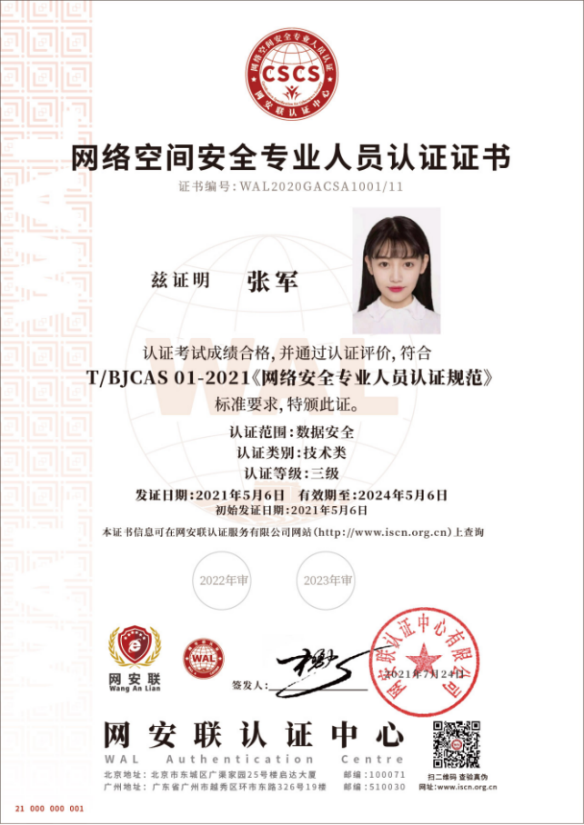 网络空间安全专业人员认证
CSCS
网安联认证中心
网络空间安全专业人员认证证书
证书编号:WAL2020GACSA1001/11
兹证明 张军
认证考试成绩合格,并通过认证评价,符合
T/BJCAS 01-2021《网络安全专业人员认证规范》
标准要求,特颁此证。
认证范围:数据安全
认证类别:技术类
认证等级:三级
发证日期:2021年5月6日 有效期至:2024年5月6日
初始发证日期:2021年5月6日
本证书信息可在网安联认证服务有限公司网站(http://www.iscn.org.cn)上查询
2022年审 2023年审
网安联认证中心有限公司
2021年7月24日
网安联
Wang An Lian
WAL
签发人:
网安联认证中心
WAL Authentication Centre
北京地址:北京市东城区广渠家园25号楼启达大厦 邮编:100071
广州地址:广东省广州市越秀区环市东路326号19楼 邮编:510030
扫二维码 查验真伪
网址:www.iscn.org.cn
21 000 000 001
WAL
WAL